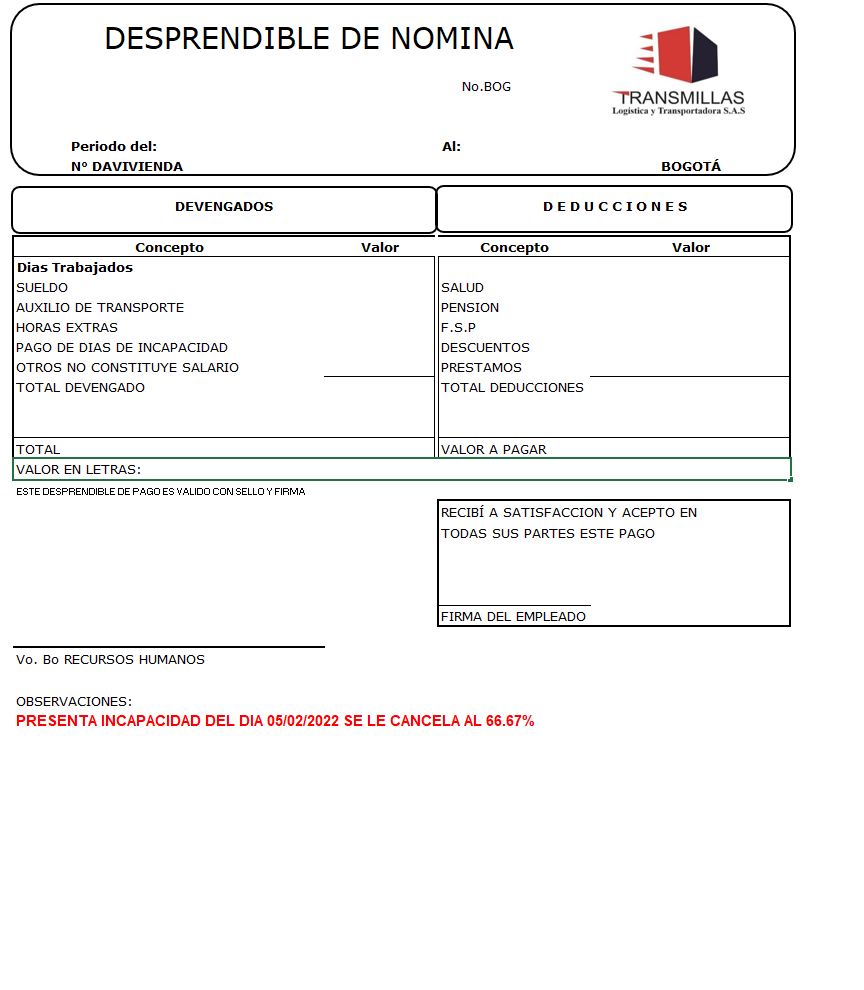 DESPRENDIBLE DE NOMINA
No.BOG
TRANSMILLAS
Logística y Transportadora S.A.S
Periodo del: Al:
Nº DAVIVIENDA BOGOTÁ
DEVENGADOS D E D U C C I O N E S
Concepto Valor Concepto Valor
Dias Trabajados
SUELDO SALUD
AUXILIO DE TRANSPORTE PENSION
HORAS EXTRAS F.S.P
PAGO DE DIAS DE INCAPACIDAD DESCUENTOS
OTROS NO CONSTITUYE SALARIO PRESTAMOS
TOTAL DEVENGADO TOTAL DEDUCCIONES
TOTAL VALOR A PAGAR
VALOR EN LETRAS:
ESTE DESPRENDIBLE DE PAGO ES VALIDO CON SELLO Y FIRMA
RECIBÍ A SATISFACCION Y ACEPTO EN
TODAS SUS PARTES ESTE PAGO
FIRMA DEL EMPLEADO
Vo. Bo RECURSOS HUMANOS
OBSERVACIONES:
PRESENTA INCAPACIDAD DEL DIA 05/02/2022 SE LE CANCELA AL 66.67%